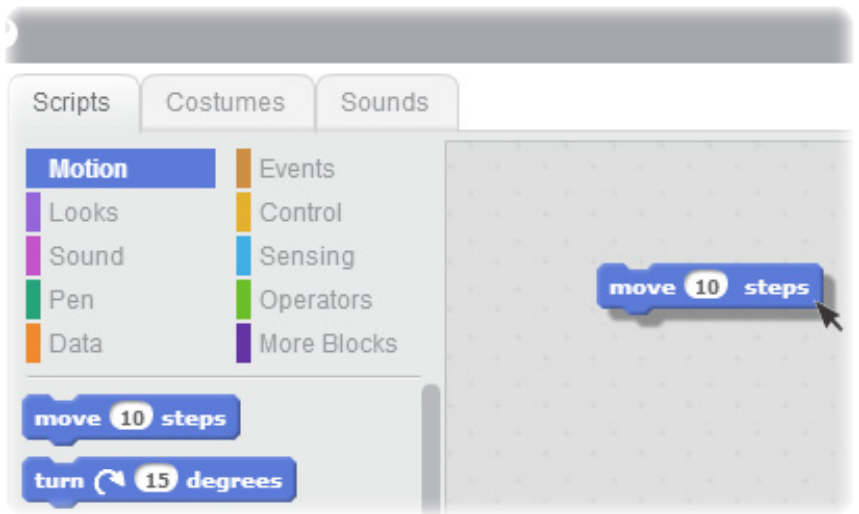 Scripts Costumes Sounds
Motion Events
Looks Control
Sound Sensing
Pen Operators
Data More Blocks
move 10 steps
turn 15 degrees
move 10 steps